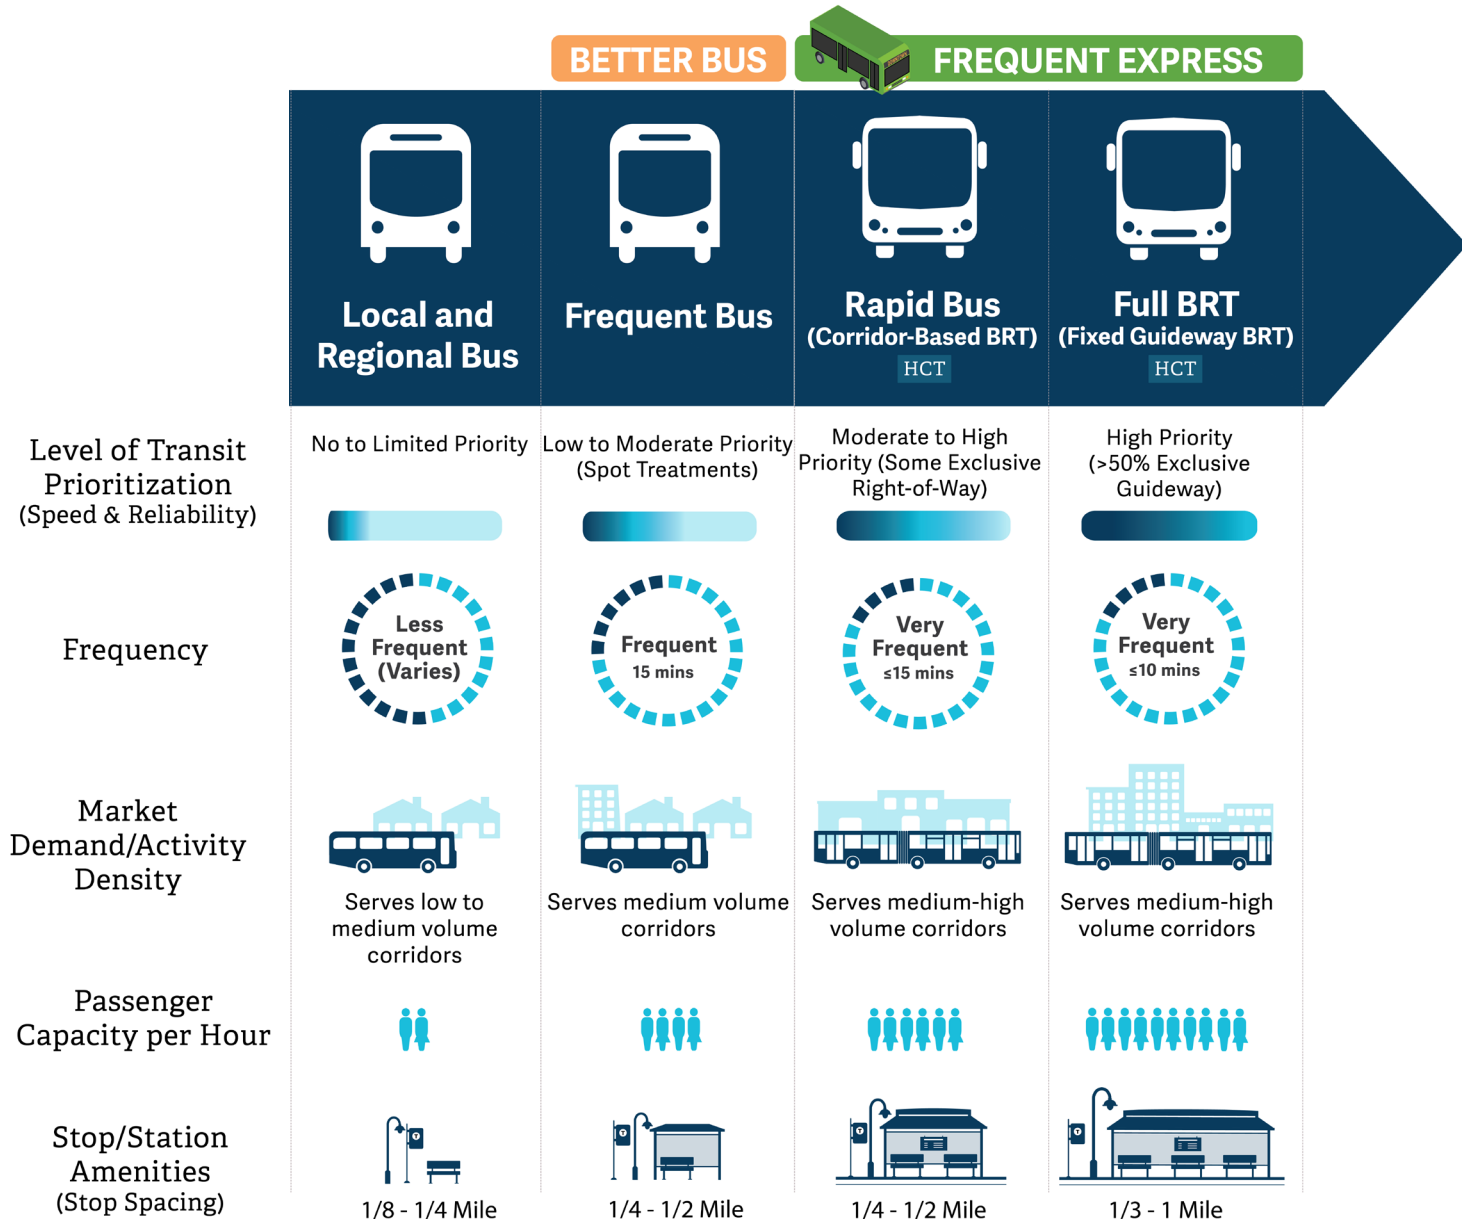 BETTER BUS
FREQUENT EXPRESS
Local and
Regional Bus
Frequent Bus
Rapid Bus
(Corridor-Based BRT)
HCT
Full BRT
(Fixed Guideway BRT)
HCT
Level of Transit
Prioritization
(Speed & Reliability)
No to Limited Priority
Low to Moderate Priority
(Spot Treatments)
Moderate to High
Priority (Some Exclusive
Right-of-Way)
High Priority
(>50% Exclusive
Guideway)
Frequency
Less
Frequent
(Varies)
Frequent
15 mins
Very
Frequent
≤15 mins
Very
Frequent
≤10 mins
Market
Demand/Activity
Density
Serves low to
medium volume
corridors
Serves medium volume
corridors
Serves medium-high
volume corridors
Serves medium-high
volume corridors
Passenger
Capacity per Hour
Stop/Station
Amenities
(Stop Spacing)
T
T
T
T
1/8 - 1/4 Mile
1/4 - 1/2 Mile
1/4 - 1/2 Mile
1/3 - 1 Mile